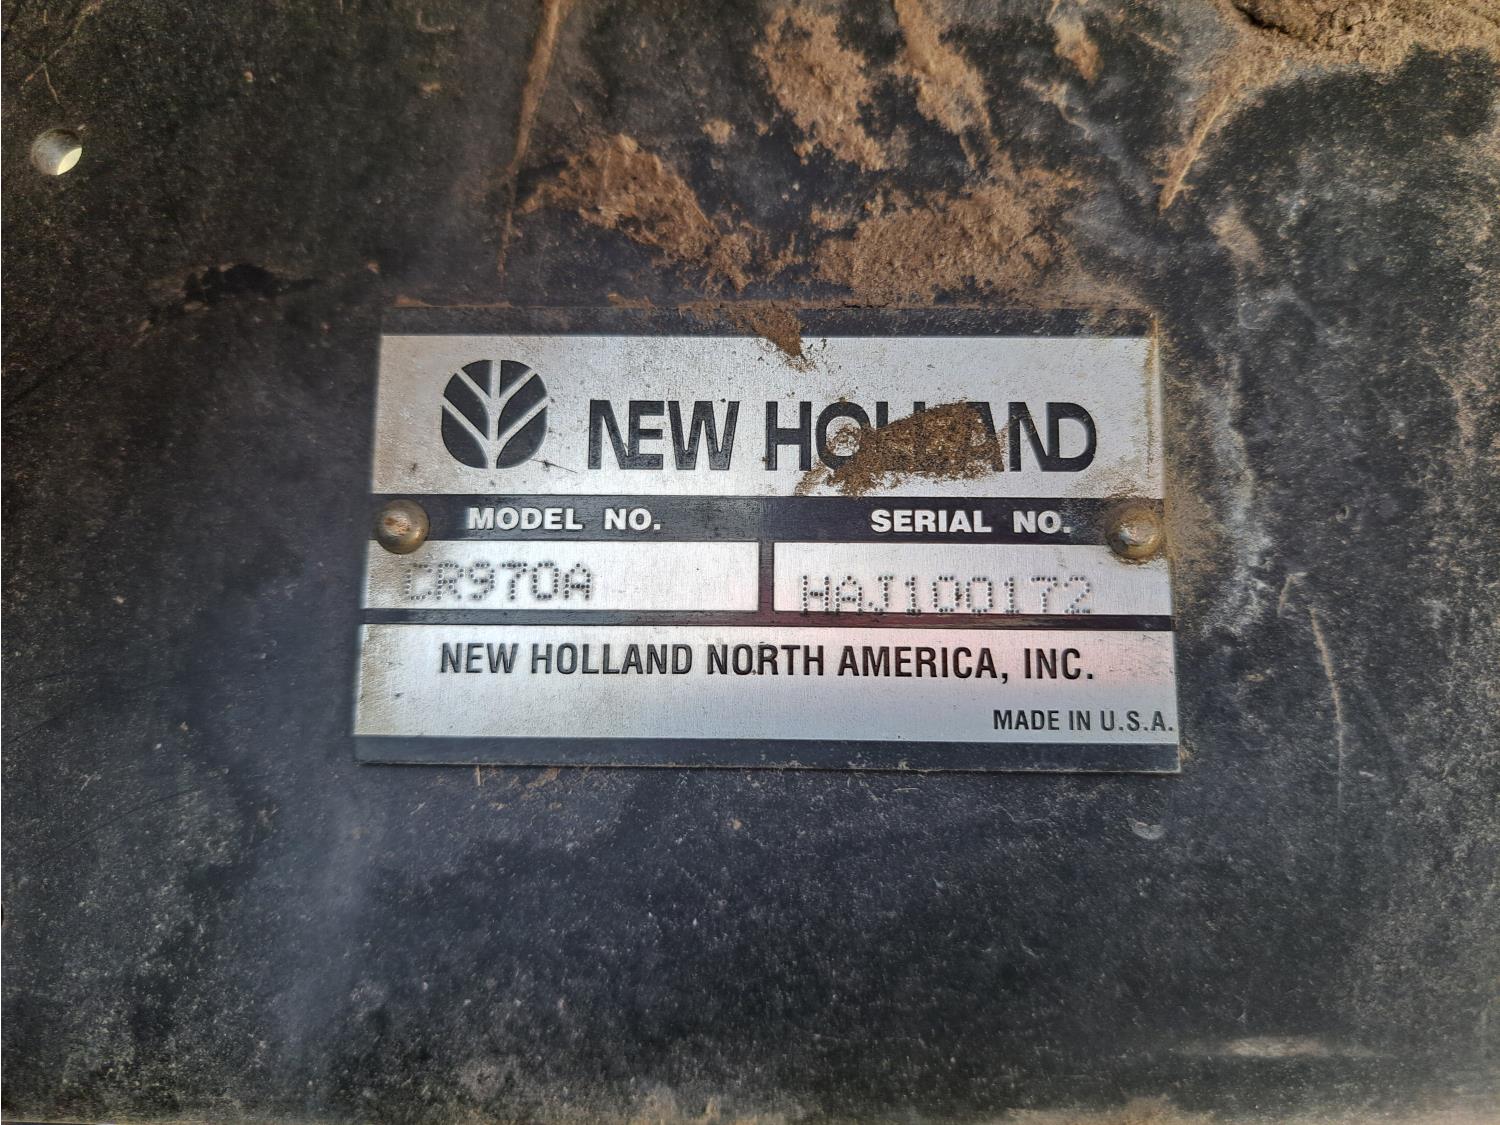 NEW HOLLAND
MODEL NO. SERIAL NO.
CR970A HAJ100172
NEW HOLLAND NORTH AMERICA, INC.
MADE IN U.S.A.